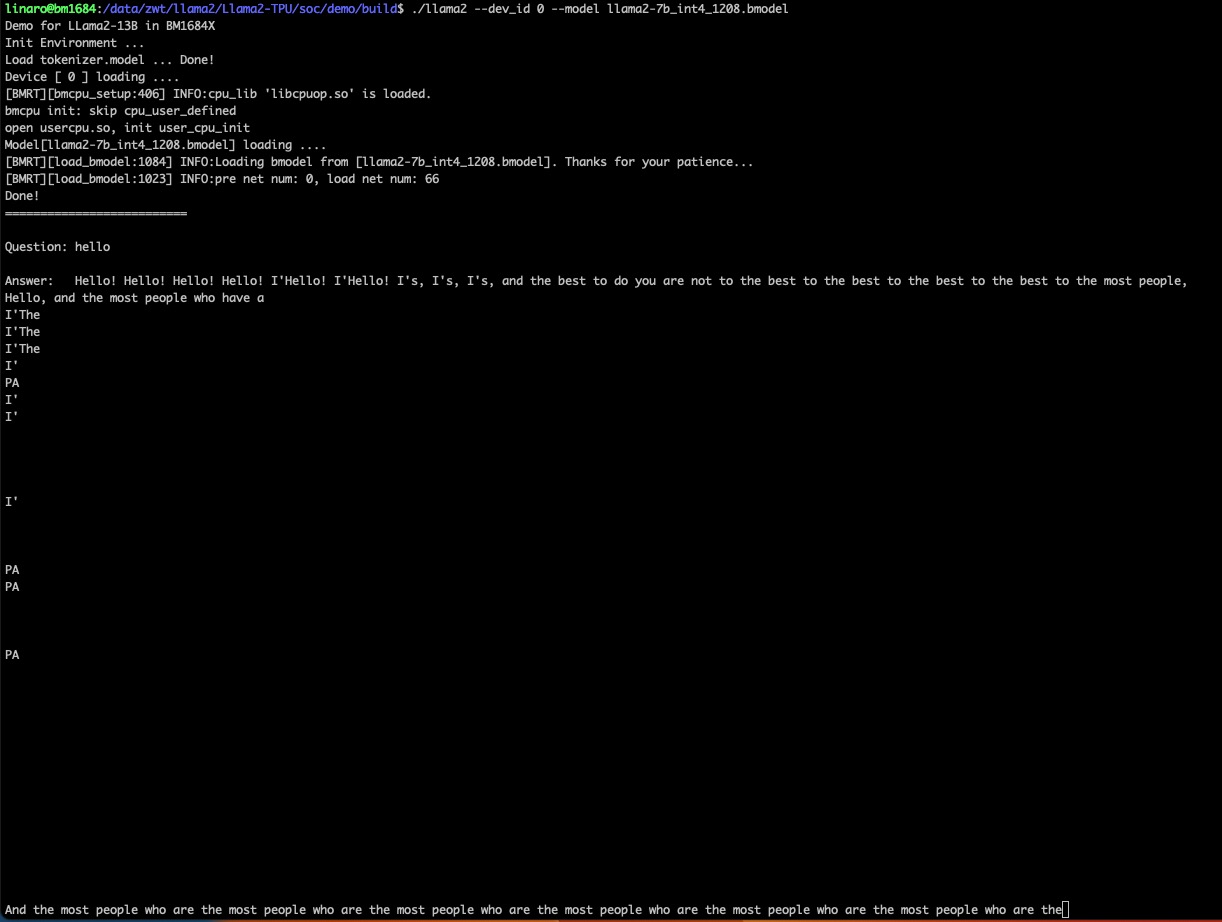 linaro@bm1684:/data/zwt/llama2/Llama2-TPU/soc/demo/build$ ./llama2 --dev_id 0 --model llama2-7b_int4_1208.bmodel
Demo for LLama2-13B in BM1684X
Init Environment ...
Load tokenizer.model ... Done!
Device [ 0 ] loading ....
[BMRT][bmcpu_setup:406] INFO:cpu_lib 'libcpuop.so' is loaded.
bmcpu init: skip cpu_user_defined
open usercpu.so, init user_cpu_init
Model[llama2-7b_int4_1208.bmodel] loading ....
[BMRT][load_bmodel:1084] INFO:Loading bmodel from [llama2-7b_int4_1208.bmodel]. Thanks for your patience...
[BMRT][load_bmodel:1023] INFO:pre net num: 0, load net num: 66
Done!
==========================
Question: hello
Answer:   Hello! Hello! Hello! Hello! I'Hello! I'Hello! I's, I's, I's, and the best to do you are not to the best to the best to the best to the best to the most people,
Hello, and the most people who have a
I'The
I'The
I'The
I'
PA
I'
I'
I'
PA
PA
PA
And the most people who are the most people who are the most people who are the most people who are the most people who are the most people who are the